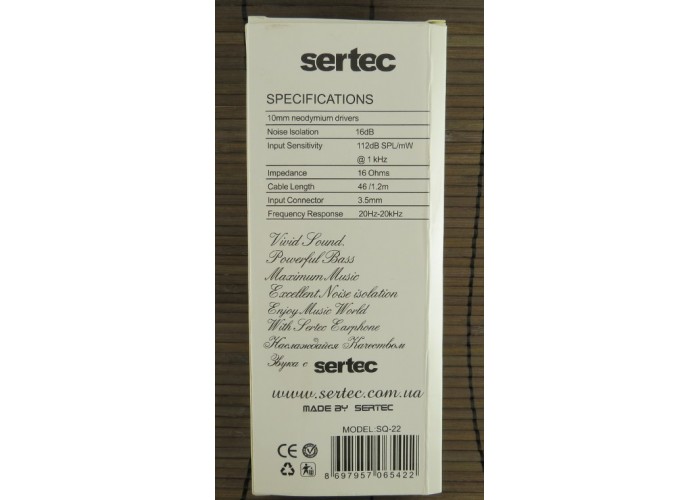 sertec
SPECIFICATIONS
10mm neodymium drivers
Noise Isolation 16dB
Input Sensitivity 112dB SPL/mW
@ 1 kHz
Impedance 16 Ohms
Cable Length 46 /1.2m
Input Connector 3.5mm
Frequency Response 20Hz-20kHz
Vivid Sound.
Powerful Bass
Maximum Music
Excellent Noise isolation
Enjoy Music World
With Sertec Earphone
Наслаждайся Качеством
Звука с sertec
www.sertec.com.ua
MADE BY SERTEC
MODEL:SQ-22
CE
8 697957 065422